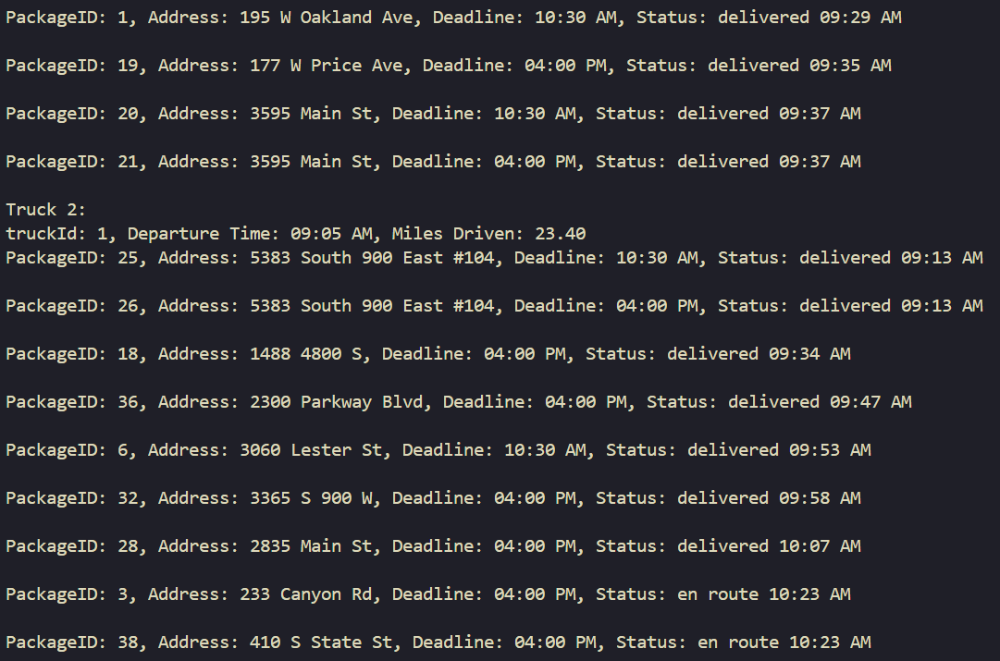 PackageID: 1, Address: 195 W Oakland Ave, Deadline: 10:30 AM, Status: delivered 09:29 AM
PackageID: 19, Address: 177 W Price Ave, Deadline: 04:00 PM, Status: delivered 09:35 AM
PackageID: 20, Address: 3595 Main St, Deadline: 10:30 AM, Status: delivered 09:37 AM
PackageID: 21, Address: 3595 Main St, Deadline: 04:00 PM, Status: delivered 09:37 AM
Truck 2:
truckId: 1, Departure Time: 09:05 AM, Miles Driven: 23.40
PackageID: 25, Address: 5383 South 900 East #104, Deadline: 10:30 AM, Status: delivered 09:13 AM
PackageID: 26, Address: 5383 South 900 East #104, Deadline: 04:00 PM, Status: delivered 09:13 AM
PackageID: 18, Address: 1488 4800 S, Deadline: 04:00 PM, Status: delivered 09:34 AM
PackageID: 36, Address: 2300 Parkway Blvd, Deadline: 04:00 PM, Status: delivered 09:47 AM
PackageID: 6, Address: 3060 Lester St, Deadline: 10:30 AM, Status: delivered 09:53 AM
PackageID: 32, Address: 3365 S 900 W, Deadline: 04:00 PM, Status: delivered 09:58 AM
PackageID: 28, Address: 2835 Main St, Deadline: 04:00 PM, Status: delivered 10:07 AM
PackageID: 3, Address: 233 Canyon Rd, Deadline: 04:00 PM, Status: en route 10:23 AM
PackageID: 38, Address: 410 S State St, Deadline: 04:00 PM, Status: en route 10:23 AM